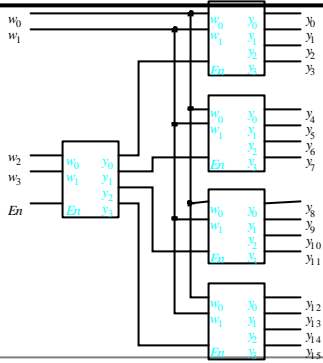 w0 w0 y0 y0
w1 w1 y1 y1
y2 y2
En y3 y3
w0 y0 y4
w1 y1 y5
y2 y6
En y3 y7
w2 w0 y0
w3 w1 y1
y2
En En y3
w0 y0 y8
w1 y1 y9
y2 y10
En y3 y11
w0 y0 y12
w1 y1 y13
y2 y14
En y3 y15